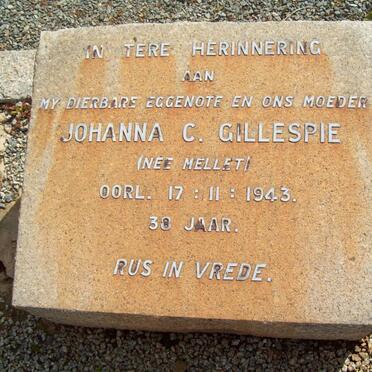 IN TERE HERINNERING
AAN
MY DIERBARE EGGENOTE EN ONS MOEDER
JOHANNA C. GILLESPIE
(NEÉ MELLET)
OORL. 17:11:1943.
38 JAAR.
RUS IN VREDE.